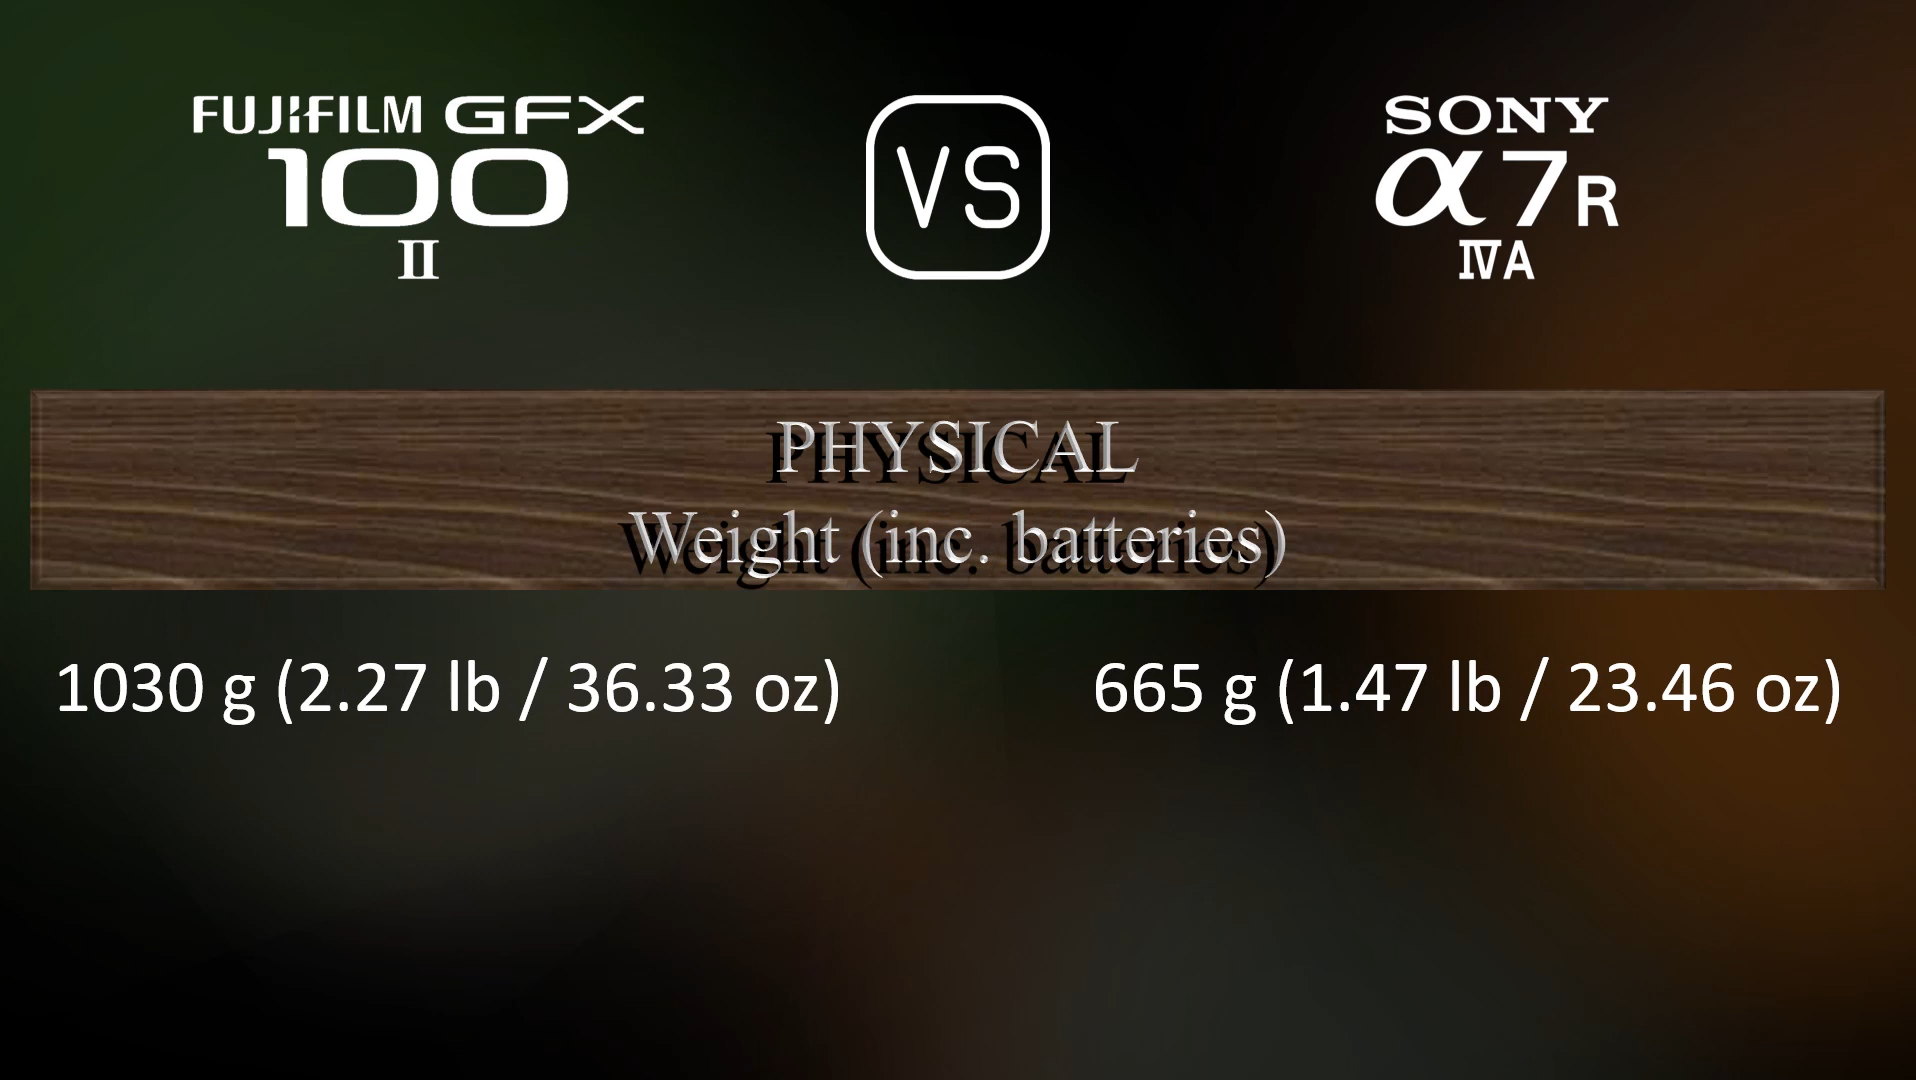 FUJIFILM GFX
100
II
VS
SONY
α7R
IVA
PHYSICAL
Weight (inc. batteries)
1030 g (2.27 lb / 36.33 oz)
665 g (1.47 lb / 23.46 oz)